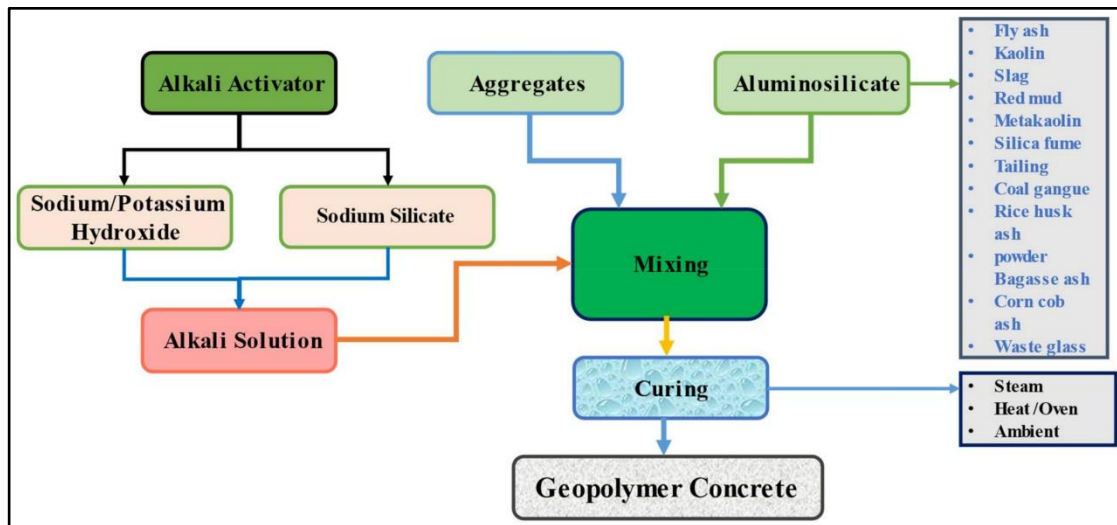 Alkali Activator
Aggregates
Aluminosilicate
• Fly ash
• Kaolin
• Slag
• Red mud
• Metakaolin
• Silica fume
• Tailing
• Coal gangue
• Rice husk
ash
• powder
Bagasse ash
• Corn cob
ash
• Waste glass
Sodium/Potassium
Hydroxide
Sodium Silicate
Mixing
Alkali Solution
Curing
• Steam
• Heat /Oven
• Ambient
Geopolymer Concrete